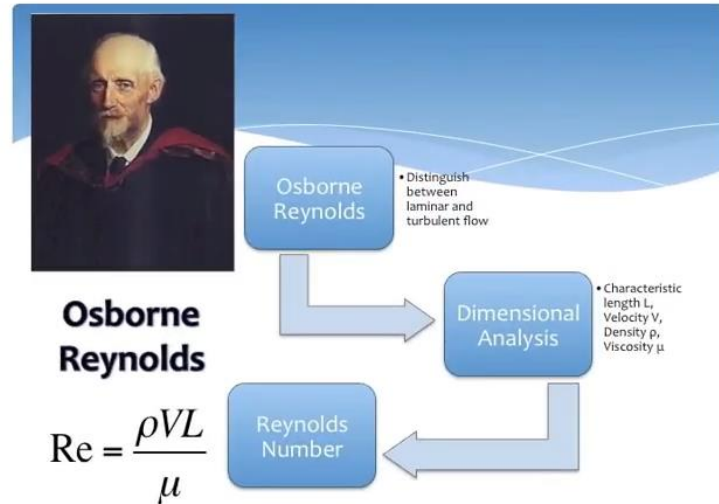 Osborne
Reynolds
• Distinguish
between
laminar and
turbulent flow
Dimensional
Analysis
• Characteristic
length L,
Velocity V,
Density ρ,
Viscosity μ
Osborne
Reynolds
Reynolds
Number
Re = ρVL / μ